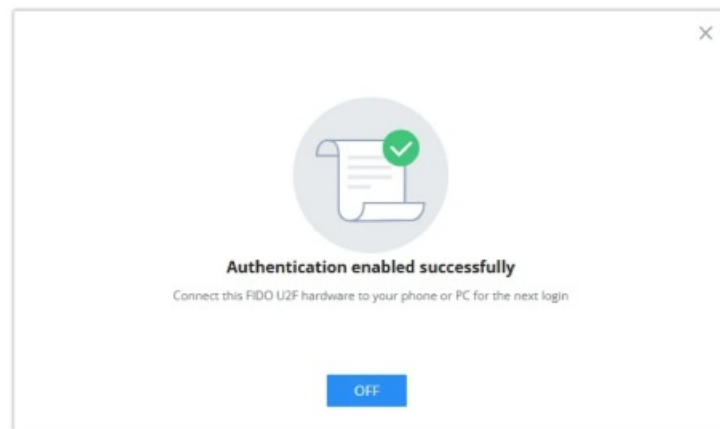 Authentication enabled successfully
Connect this FIDO U2F hardware to your phone or PC for the next login
OFF